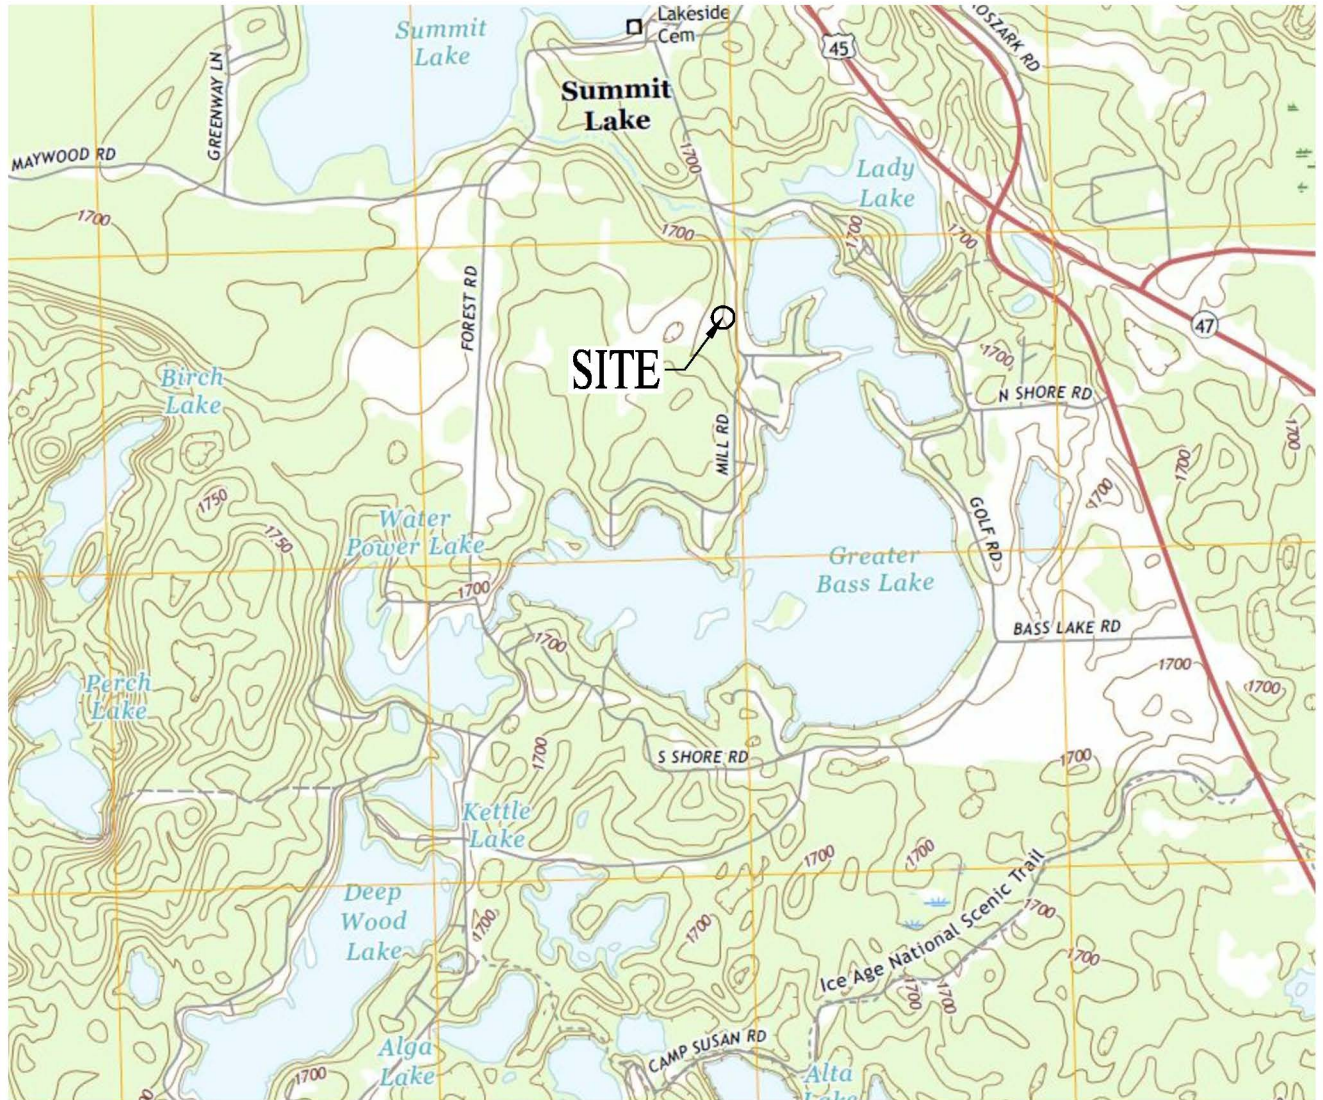 Summit
Lake
Lakeside
Cem
45
KOSZARK RD
GREENWAY LN
Summit
Lake
MAYWOOD RD
1700
Lady
Lake
1700
1700
1700
1700
FOREST RD
47
SITE
1700
Birch
Lake
N SHORE RD
MILL RD
1700
1700
1700
1750
1750
GOLF RD
Water
Power Lake
Greater
Bass Lake
1700
1700
BASS LAKE RD
1700
1700
Perch
Lake
1700
S SHORE RD
1700
Kettle
Lake
1700
1700
Deep
Wood
Lake
1700
1700
1700
Ice Age National Scenic Trail
1700
1700
1700
CAMP SUSAN RD
Alga
Lake
1700
Alta
Lake